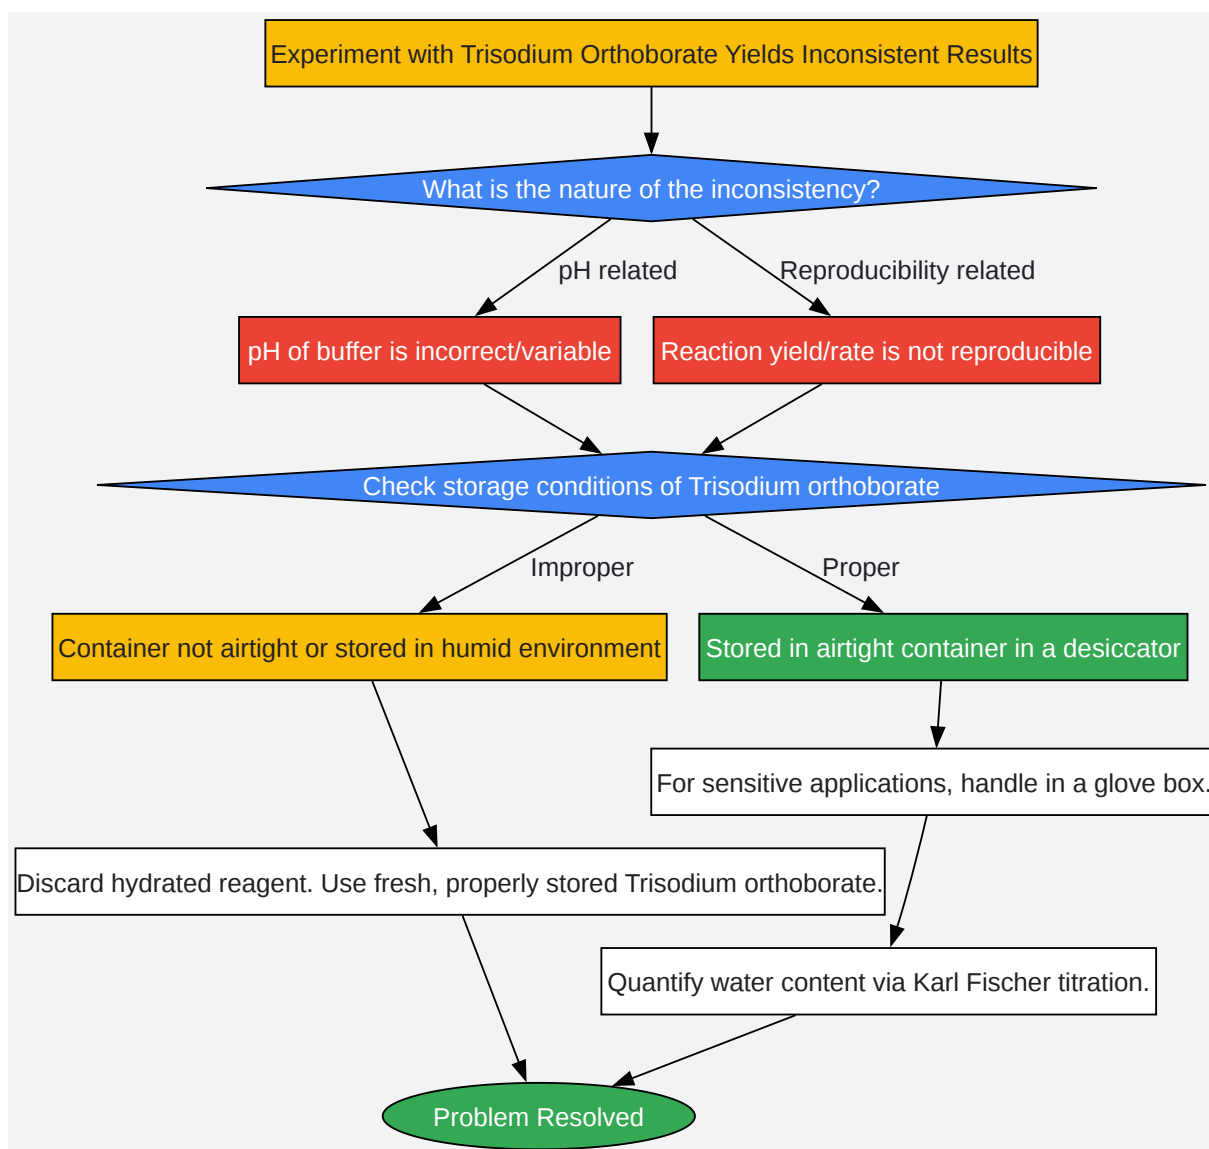 Experiment with Trisodium Orthoborate Yields Inconsistent Results
What is the nature of the inconsistency?
pH related
Reproducibility related
pH of buffer is incorrect/variable
Reaction yield/rate is not reproducible
Check storage conditions of Trisodium orthoborate
Improper
Proper
Container not airtight or stored in humid environment
Stored in airtight container in a desiccator
For sensitive applications, handle in a glove box.
Discard hydrated reagent. Use fresh, properly stored Trisodium orthoborate.
Quantify water content via Karl Fischer titration.
Problem Resolved